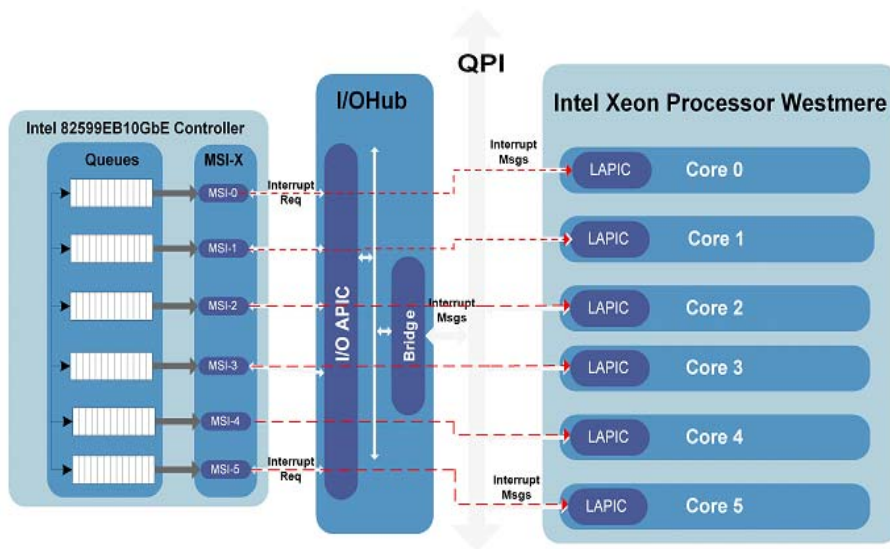 QPI
I/OHub
Intel Xeon Processor Westmere
Intel 82599EB10GbE Controller
Queues
MSI-X
Interrupt
Msgs
MSI-0
Interrupt
Req
LAPIC
Core 0
MSI-1
LAPIC
Core 1
MSI-2
I/O APIC
Bridge
Interrupt
Msgs
LAPIC
Core 2
MSI-3
LAPIC
Core 3
MSI-4
LAPIC
Core 4
MSI-5
Interrupt
Req
Interrupt
Msgs
LAPIC
Core 5